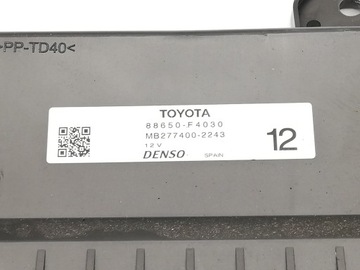 >PP-TD40<
TOYOTA
88650-F4030
MB277400-2243
12V
DENSO SPAIN
12